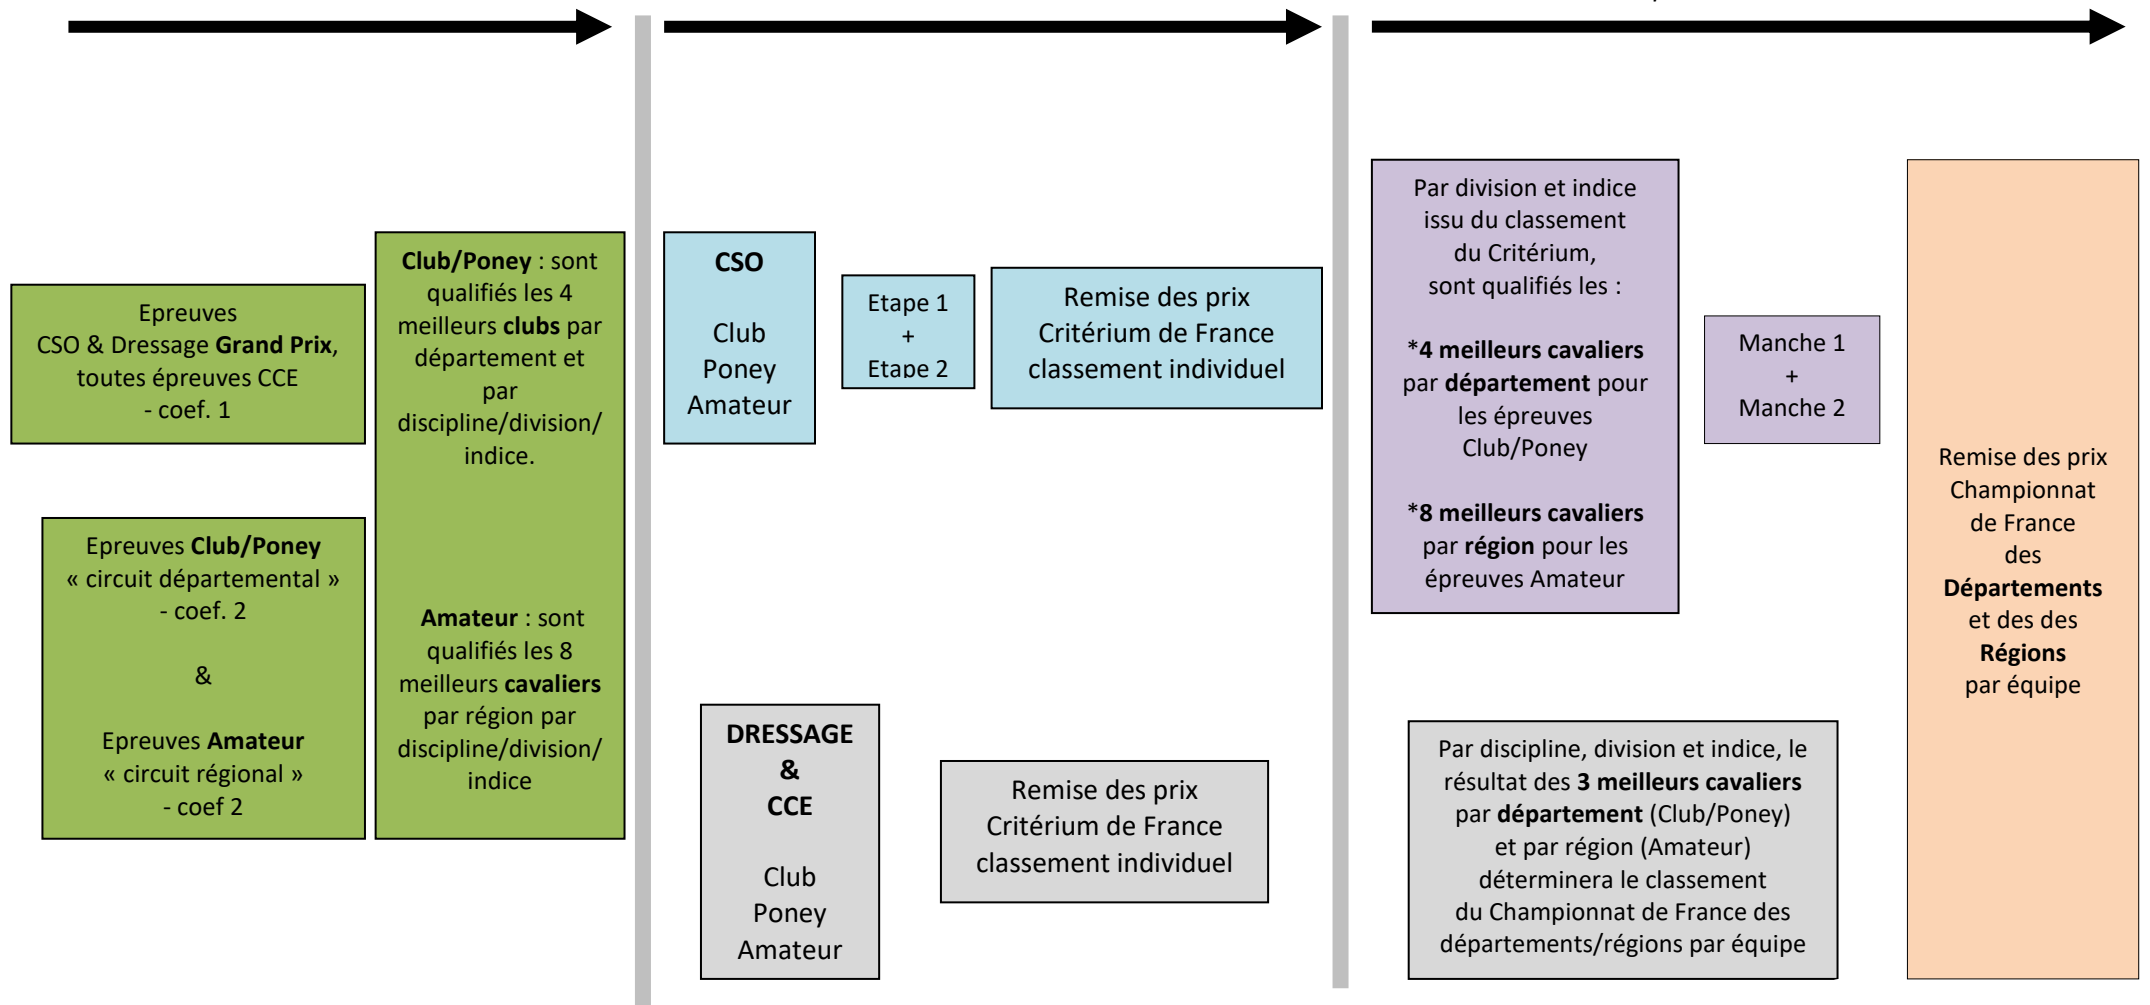 Epreuves
CSO & Dressage Grand Prix,
toutes épreuves CCE
- coef. 1
Epreuves Club/Poney
« circuit départemental »
- coef. 2
&
Epreuves Amateur
« circuit régional »
- coef 2
Club/Poney : sont
qualifiés les 4
meilleurs clubs par
département et
par
discipline/division/
indice.
Amateur : sont
qualifiés les 8
meilleurs cavaliers
par région par
discipline/division/
indice
CSO
Club
Poney
Amateur
Etape 1
+
Etape 2
Remise des prix
Critérium de France
classement individuel
DRESSAGE
&
CCE
Club
Poney
Amateur
Remise des prix
Critérium de France
classement individuel
Par division et indice
issu du classement
du Critérium,
sont qualifiés les :
*4 meilleurs cavaliers
par département pour
les épreuves
Club/Poney
*8 meilleurs cavaliers
par région pour les
épreuves Amateur
Manche 1
+
Manche 2
Par discipline, division et indice, le
résultat des 3 meilleurs cavaliers
par département (Club/Poney)
et par région (Amateur)
déterminera le classement
du Championnat de France des
départements/régions par équipe
Remise des prix
Championnat
de France
des
Départements
et des des
Régions
par équipe